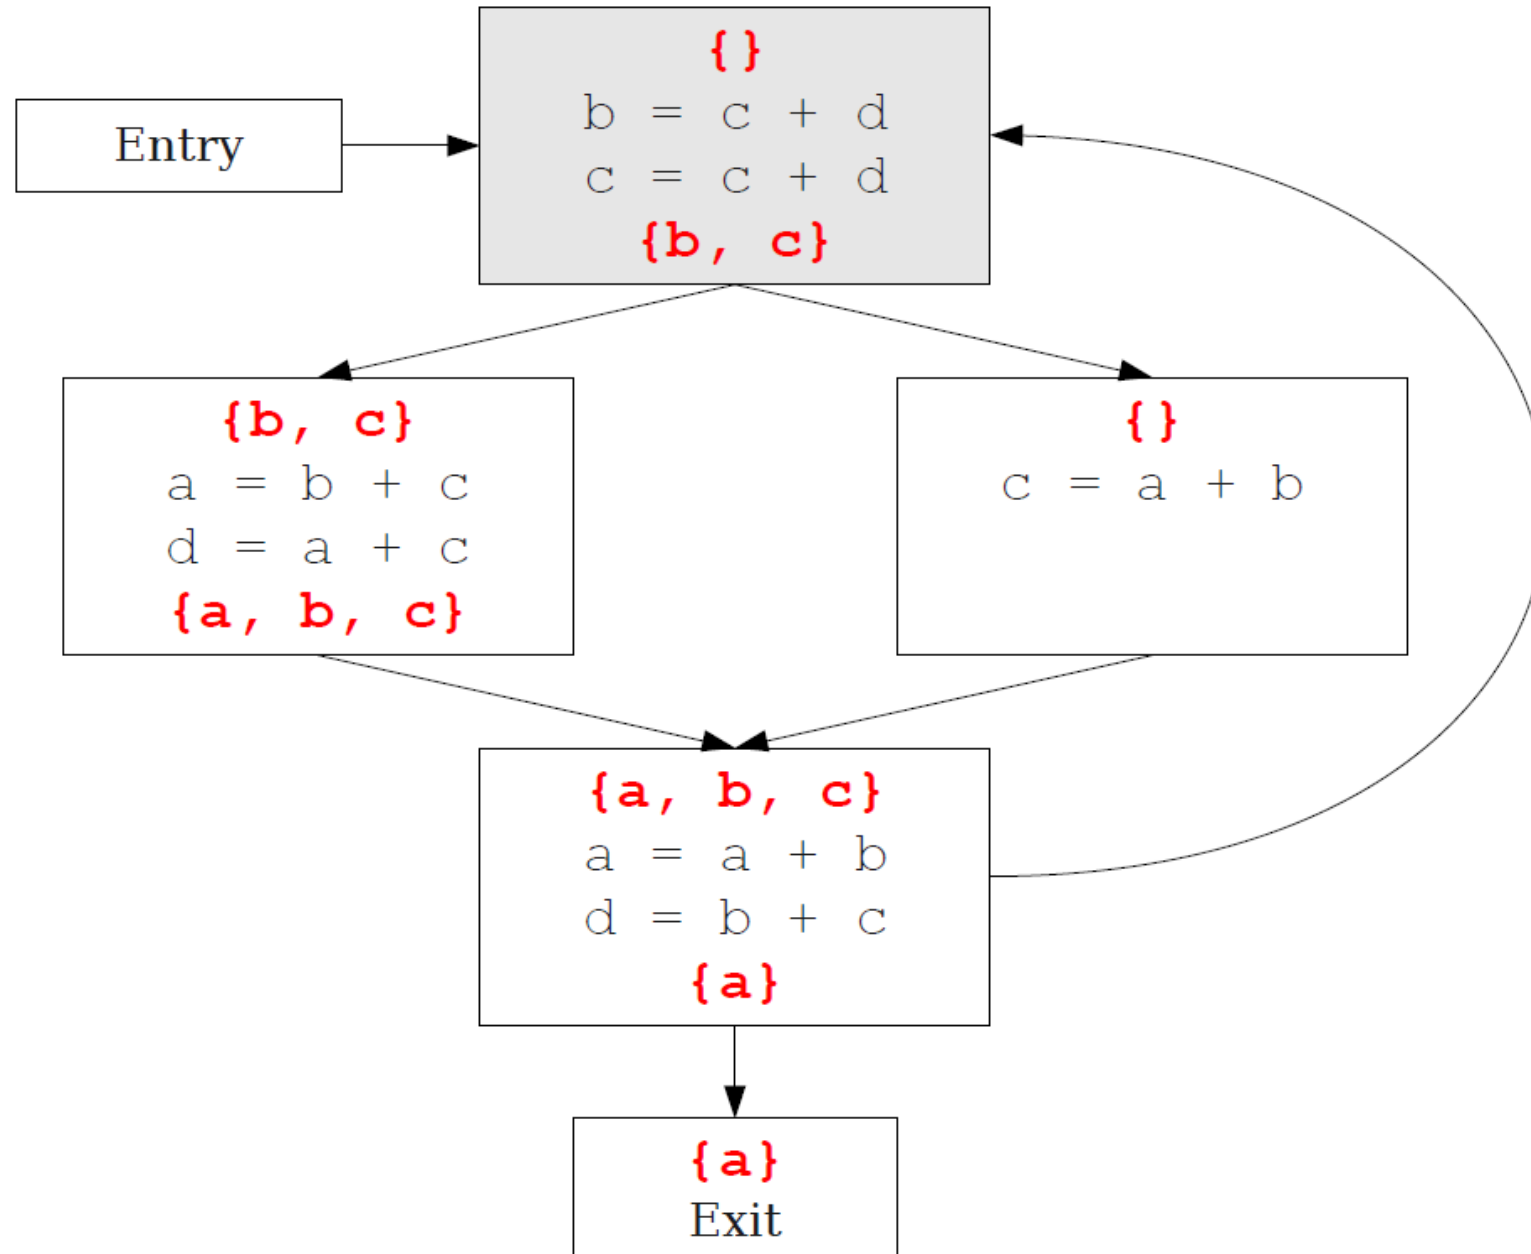 {}
b = c + d
c = c + d
{b, c}
Entry
{b, c}
a = b + c
d = a + c
{a, b, c}
{}
c = a + b
{a, b, c}
a = a + b
d = b + c
{a}
{a}
Exit